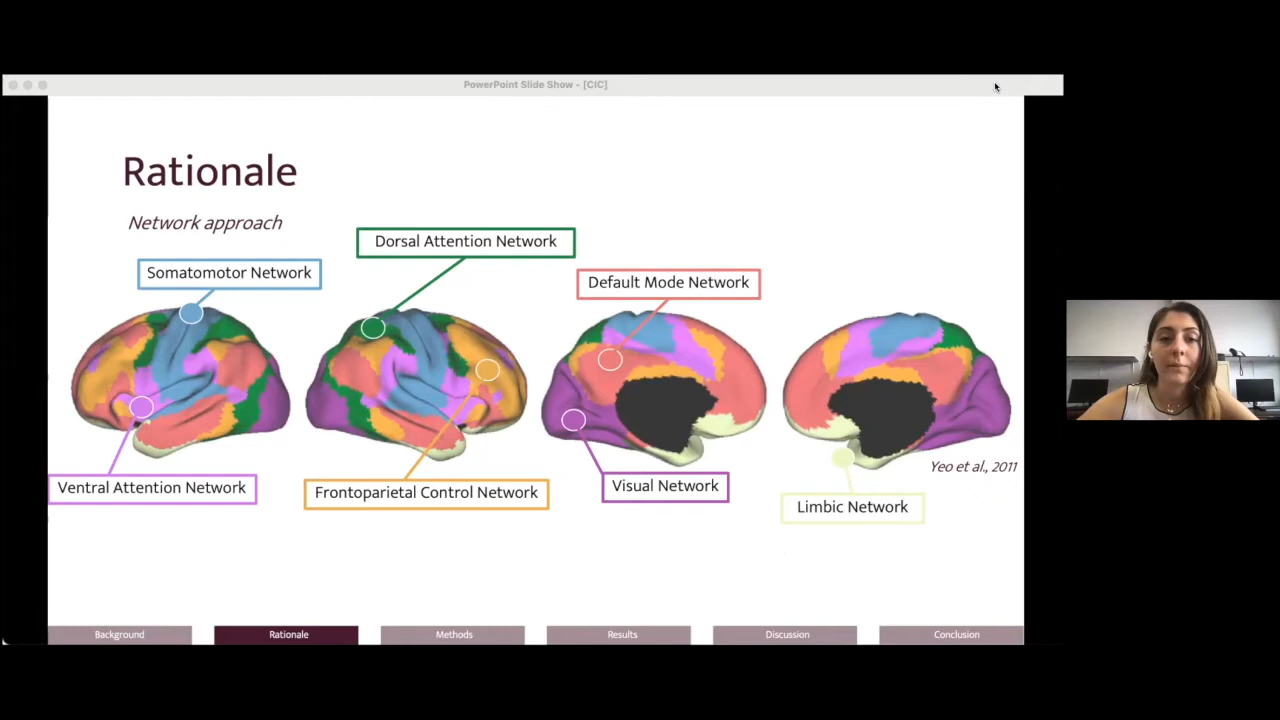 PowerPoint Slide Show - [CIC]
Rationale
Network approach
Dorsal Attention Network
Somatomotor Network
Default Mode Network
Yeo et al., 2011
Ventral Attention Network
Frontoparietal Control Network
Visual Network
Limbic Network
Background
Rationale
Methods
Results
Discussion
Conclusion